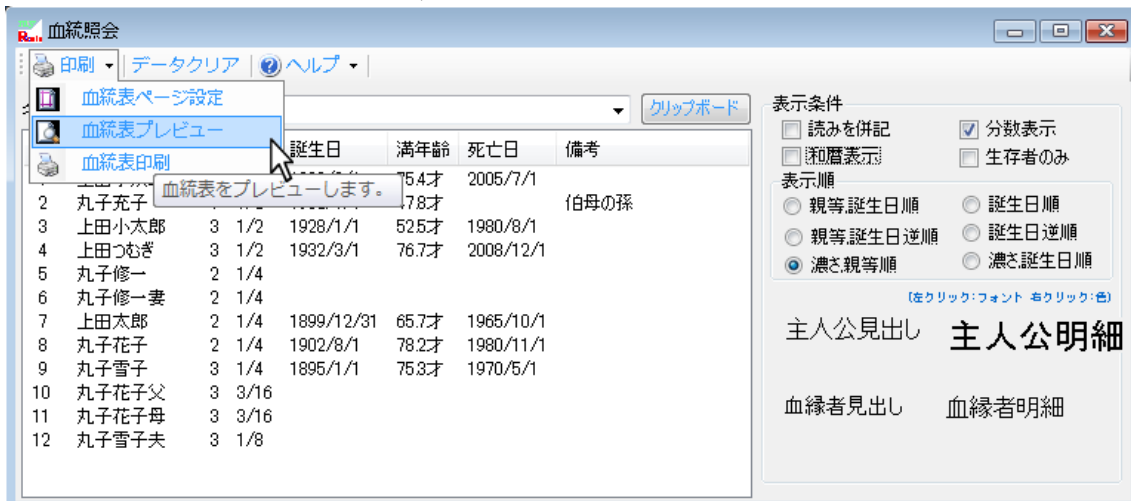 血統照会
印刷 データクリア ヘルプ
血統表ページ設定
血統表プレビュー
血統表印刷
血統表をプレビューします。
クリップボード
誕生日 満年齢 死亡日 備考
75.4才 2005/7/1
2 丸子充子 47.8才 伯母の孫
3 上田小太郎 3 1/2 1928/1/1 52.5才 1980/8/1
4 上田つむぎ 3 1/2 1932/3/1 76.7才 2008/12/1
5 丸子修一 2 1/4
6 丸子修一妻 2 1/4
7 上田太郎 2 1/4 1899/12/31 65.7才 1965/10/1
8 丸子花子 2 1/4 1902/8/1 78.2才 1980/11/1
9 丸子雪子 3 1/4 1895/1/1 75.3才 1970/5/1
10 丸子花子父 3 3/16
11 丸子花子母 3 3/16
12 丸子雪子夫 3 1/8
表示条件
読みを併記 分数表示
和暦表示 生存者のみ
表示順
親等,誕生日順 誕生日順
親等,誕生日逆順 誕生日逆順
濃さ,親等順 濃さ,誕生日順
(左クリック:フォント 右クリック:色)
主人公見出し 主人公明細
血縁者見出し 血縁者明細